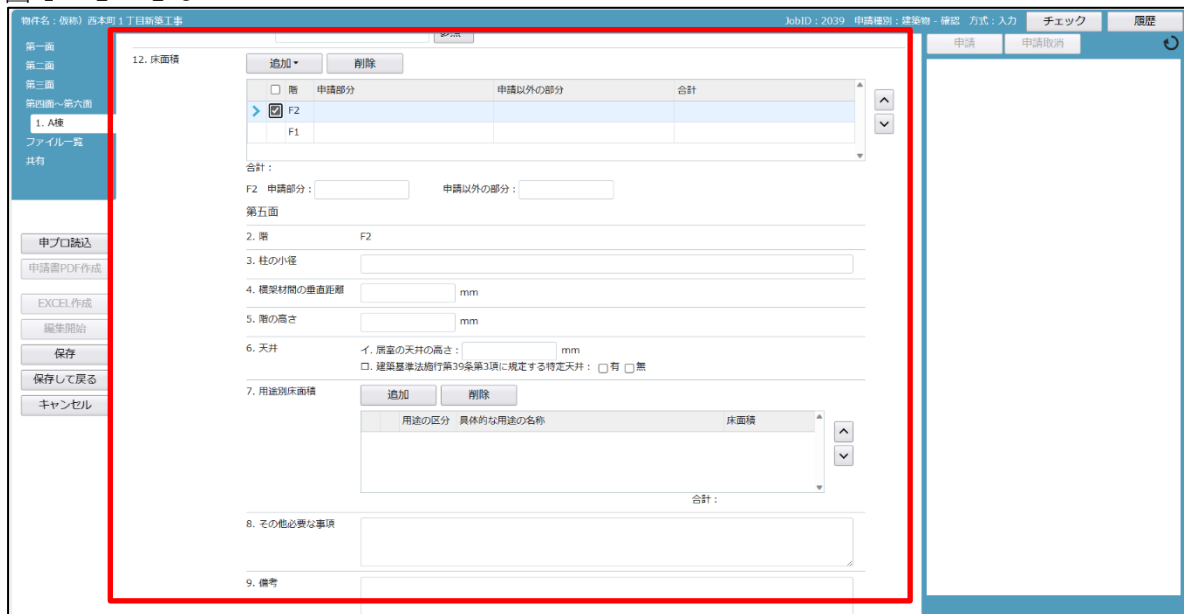 物件名：仮称）西本町１丁目新築工事
JobID：2039 申請種別：建築物 - 確認 方式：入力 チェック 履歴
申請 申請取消
第一面
第二面
第三面
第四面～第六面
1. A棟
ファイル一覧
共有
申プロ読込
申請書PDF作成
EXCEL作成
編集開始
保存
保存して戻る
キャンセル
参照
12. 床面積 追加 削除
階 申請部分 申請以外の部分 合計
F2
F1
合計：
F2 申請部分： 申請以外の部分：
第五面
2. 階 F2
3. 柱の小径
4. 横架材間の垂直距離 mm
5. 階の高さ mm
6. 天井 イ. 居室の天井の高さ： mm
ロ. 建築基準法施行第39条第3項に規定する特定天井： 有 無
7. 用途別床面積 追加 削除
用途の区分 具体的な用途の名称 床面積
合計：
8. その他必要な事項
9. 備考